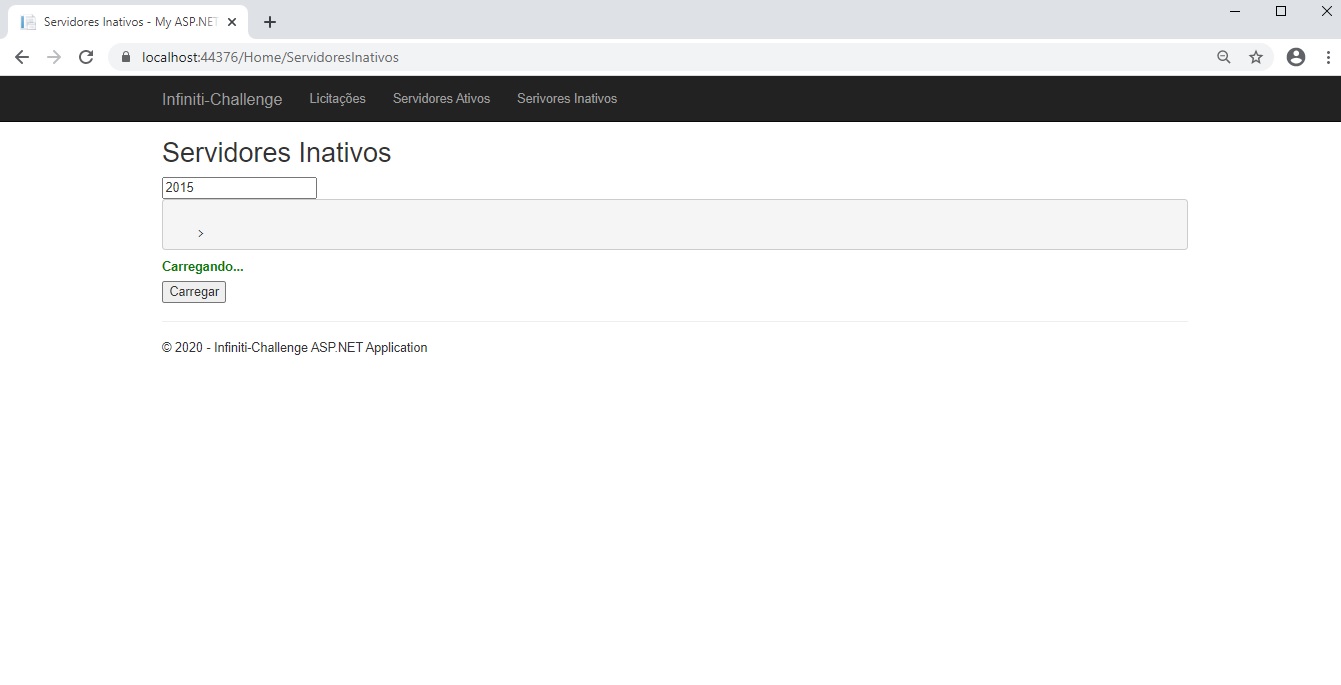 Servidores Inativos - My ASP.NET
localhost:44376/Home/ServidoresInativos
Infiniti-Challenge Licitações Servidores Ativos Serivores Inativos
Servidores Inativos
2015
>
Carregando...
Carregar
© 2020 - Infiniti-Challenge ASP.NET Application